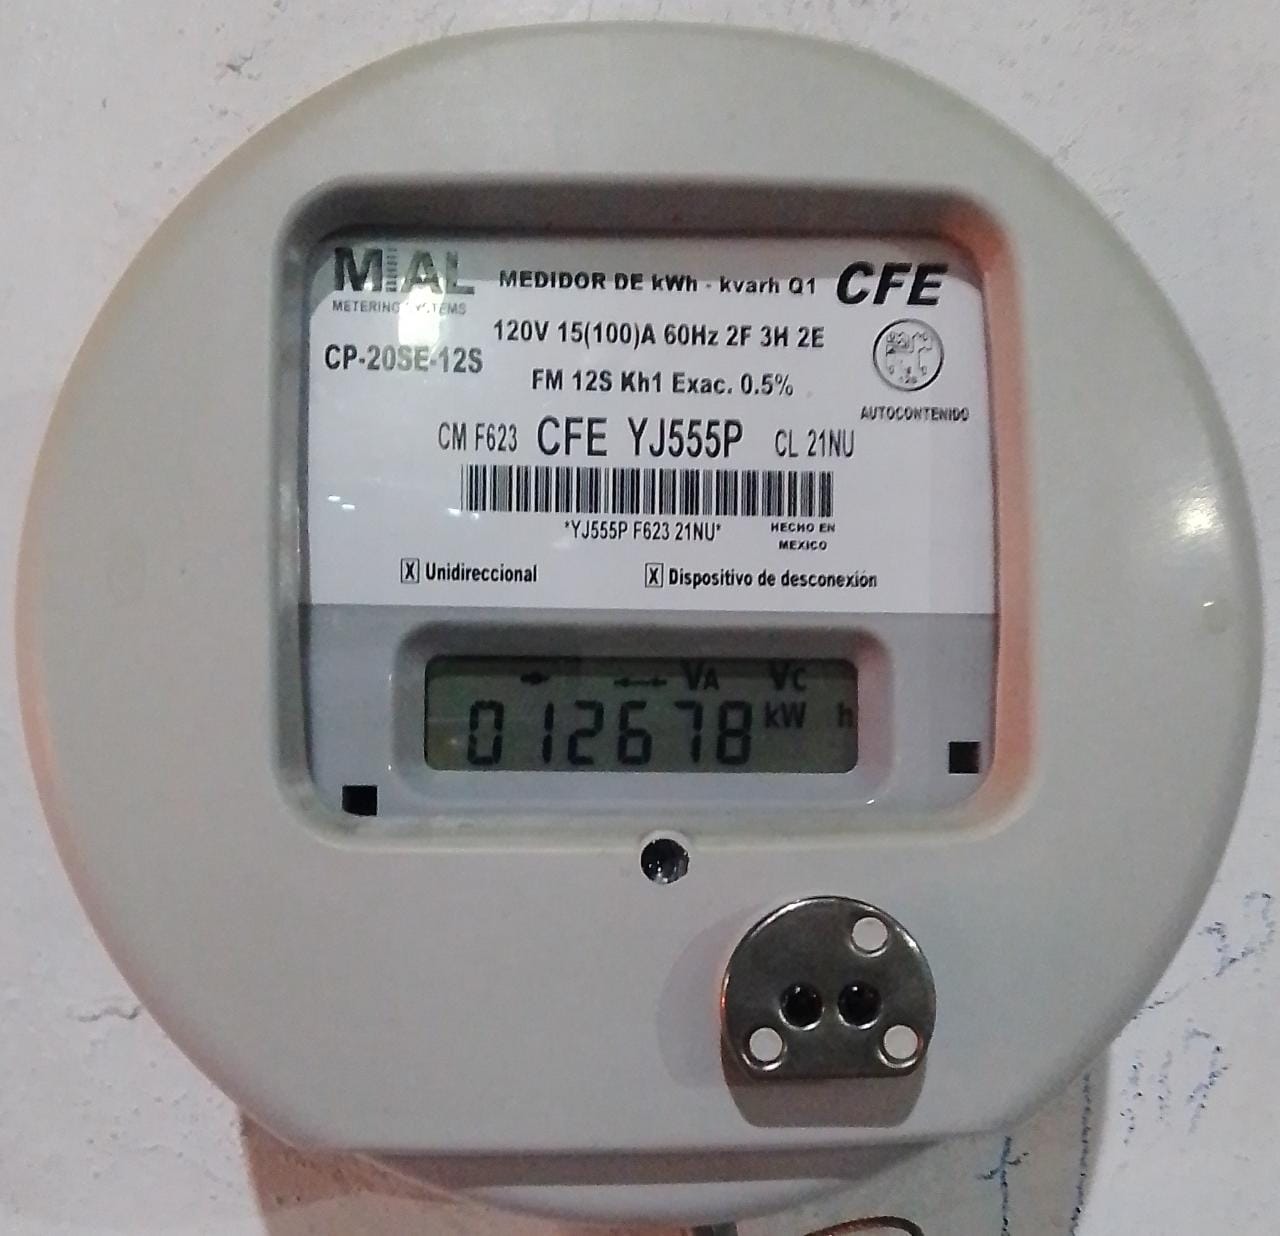 MIAL
METERING SYSTEMS
MEDIDOR DE kWh - kvarh Q1
CFE
120V 15(100)A 60Hz 2F 3H 2E
CP-20SE-12S
FM 12S Kh1 Exac. 0.5%
AUTOCONTENIDO
CM F623 CFE YJ555P CL 21NU
*YJ555P F623 21NU*
HECHO EN
MEXICO
X Unidireccional
X Dispositivo de desconexión
VA VC
012678 kW h